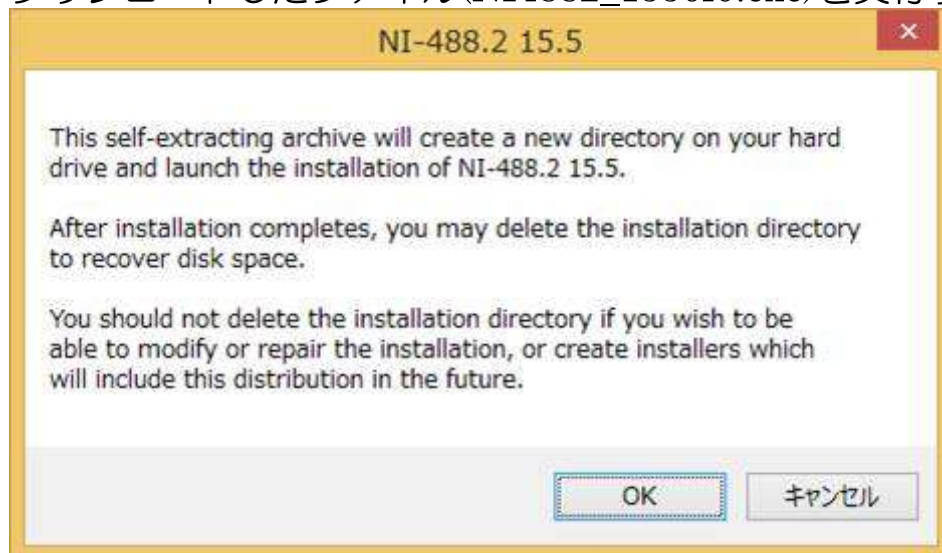 NI-488.2 15.5
This self-extracting archive will create a new directory on your hard
drive and launch the installation of NI-488.2 15.5.
After installation completes, you may delete the installation directory
to recover disk space.
You should not delete the installation directory if you wish to be
able to modify or repair the installation, or create installers which
will include this distribution in the future.
OK
キャンセル